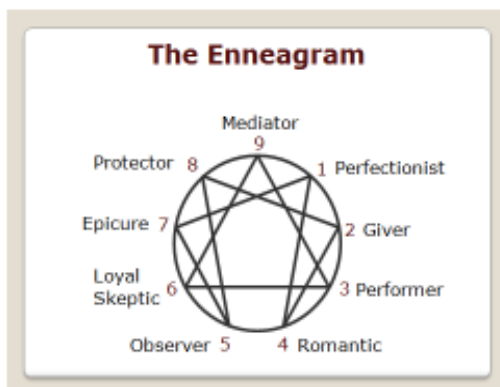 The Enneagram
Mediator
9
Protector 8
1 Perfectionist
Epicure 7
2 Giver
Loyal
Skeptic 6
3 Performer
Observer 5
4 Romantic